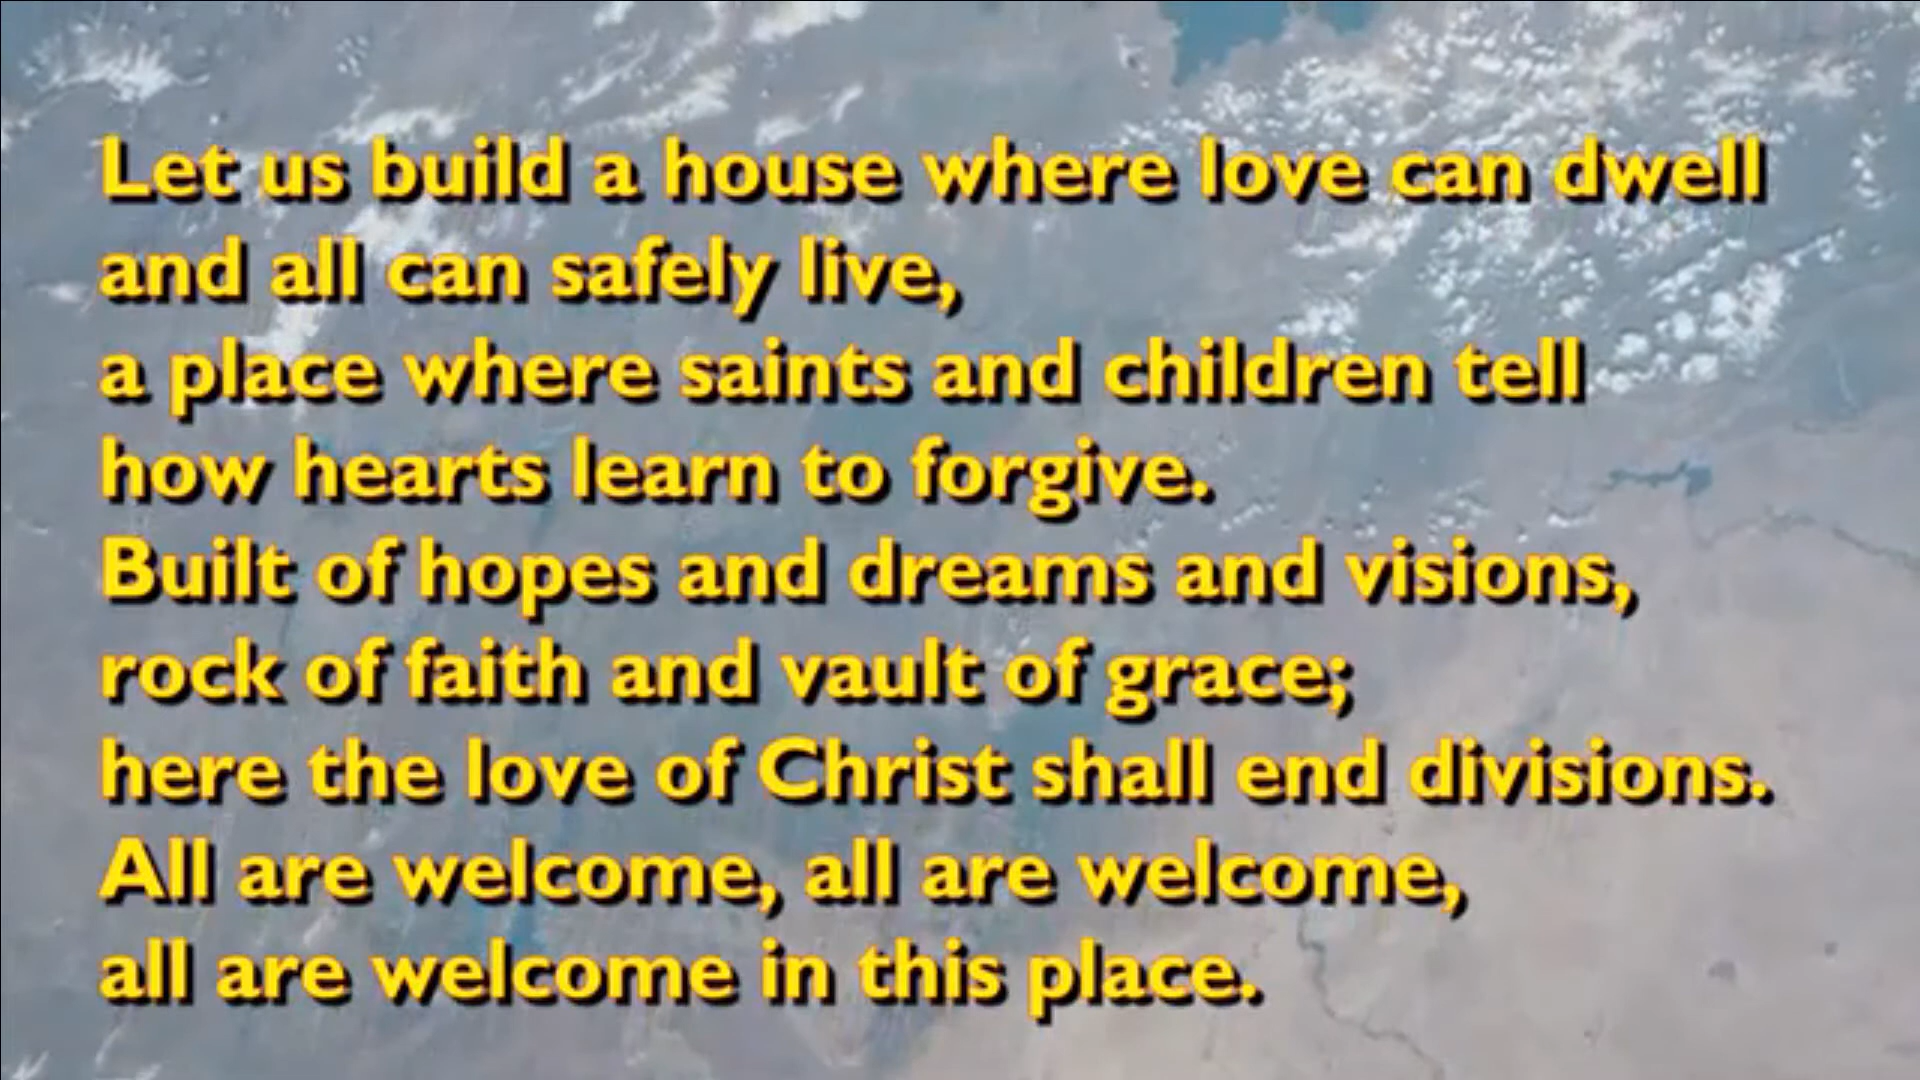 Let us build a house where love can dwell
and all can safely live,
a place where saints and children tell
how hearts learn to forgive.
Built of hopes and dreams and visions,
rock of faith and vault of grace;
here the love of Christ shall end divisions.
All are welcome, all are welcome,
all are welcome in this place.